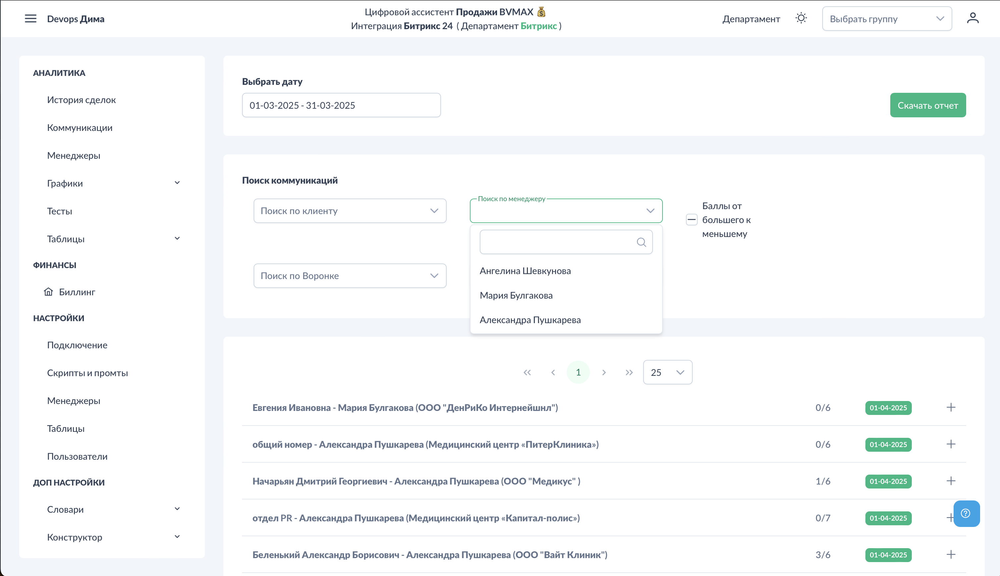 Devops Дима
Цифровой ассистент Продажи BVMAX 💰
Интеграция Битрикс 24 ( Департамент Битрикс )
Департамент
Выбрать группу
АНАЛИТИКА
История сделок
Коммуникации
Менеджеры
Графики
Тесты
Таблицы
ФИНАНСЫ
Биллинг
НАСТРОЙКИ
Подключение
Скрипты и промты
Менеджеры
Таблицы
Пользователи
ДОП НАСТРОЙКИ
Словари
Конструктор
Выбрать дату
01-03-2025 - 31-03-2025
Скачать отчет
Поиск коммуникаций
Поиск по клиенту
Поиск по менеджеру
Баллы от
большего к
меньшему
Поиск по Воронке
Ангелина Шевкунова
Мария Булгакова
Александра Пушкарева
1
25
Евгения Ивановна - Мария Булгакова (ООО "ДенРиКо Интернейшнл") 0/6 01-04-2025
общий номер - Александра Пушкарева (Медицинский центр «ПитерКлиника») 0/6 01-04-2025
Начарьян Дмитрий Георгиевич - Александра Пушкарева (ООО "Медикус" ) 1/6 01-04-2025
отдел PR - Александра Пушкарева (Медицинский центр «Капитал-полис») 0/7 01-04-2025
Беленький Александр Борисович - Александра Пушкарева (ООО "Вайт Клиник") 3/6 01-04-2025